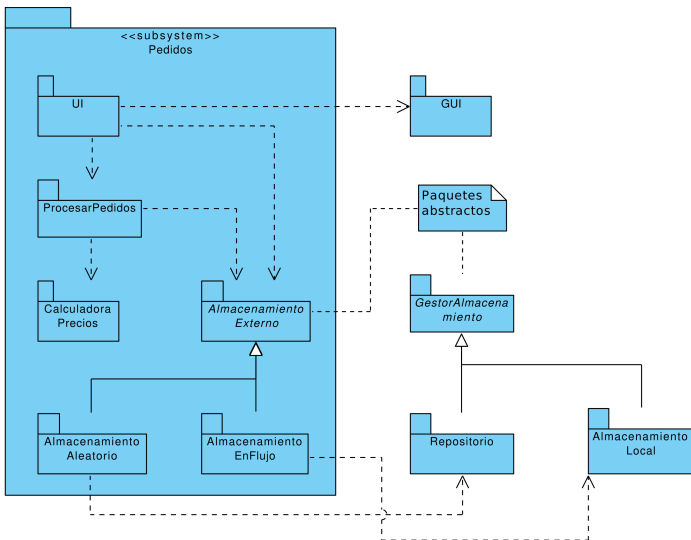 <<subsystem>>
Pedidos
UI
GUI
ProcesarPedidos
Paquetes
abstractos
Calculadora
Precios
Almacenamiento
Externo
GestorAlmacena
miento
Almacenamiento
Aleatorio
Almacenamiento
EnFlujo
Repositorio
Almacenamiento
Local